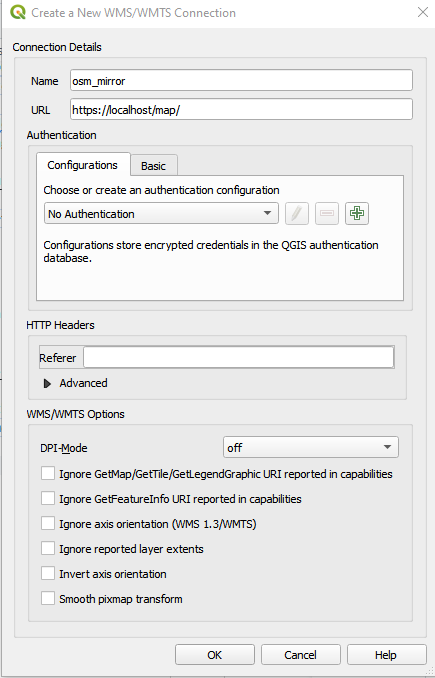 Create a New WMS/WMTS Connection
Connection Details
Name osm_mirror
URL https://localhost/map/
Authentication
Configurations Basic
Choose or create an authentication configuration
No Authentication
Configurations store encrypted credentials in the QGIS authentication
database.
HTTP Headers
Referer
Advanced
WMS/WMTS Options
DPI-Mode off
Ignore GetMap/GetTile/GetLegendGraphic URI reported in capabilities
Ignore GetFeatureInfo URI reported in capabilities
Ignore axis orientation (WMS 1.3/WMTS)
Ignore reported layer extents
Invert axis orientation
Smooth pixmap transform
OK Cancel Help